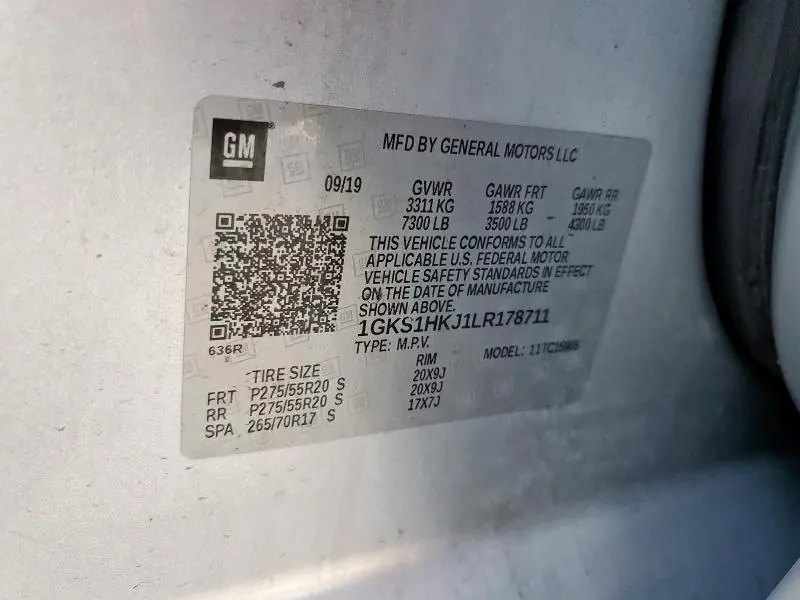 GM
MFD BY GENERAL MOTORS LLC
09/19 GVWR GAWR FRT GAWR RR
3311 KG 1588 KG 1950 KG
7300 LB 3500 LB 4300 LB
THIS VEHICLE CONFORMS TO ALL
APPLICABLE U.S. FEDERAL MOTOR
VEHICLE SAFETY STANDARDS IN EFFECT
ON THE DATE OF MANUFACTURE
SHOWN ABOVE.
1GKS1HKJ1LR178711
636R
TYPE: M.P.V. MODEL:
TIRE SIZE RIM
FRT P275/55R20 S 20X9J
RR P275/55R20 S 20X9J
SPA 265/70R17 S 17X7J